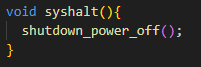 void syshalt(){
  shutdown_power_off();
}